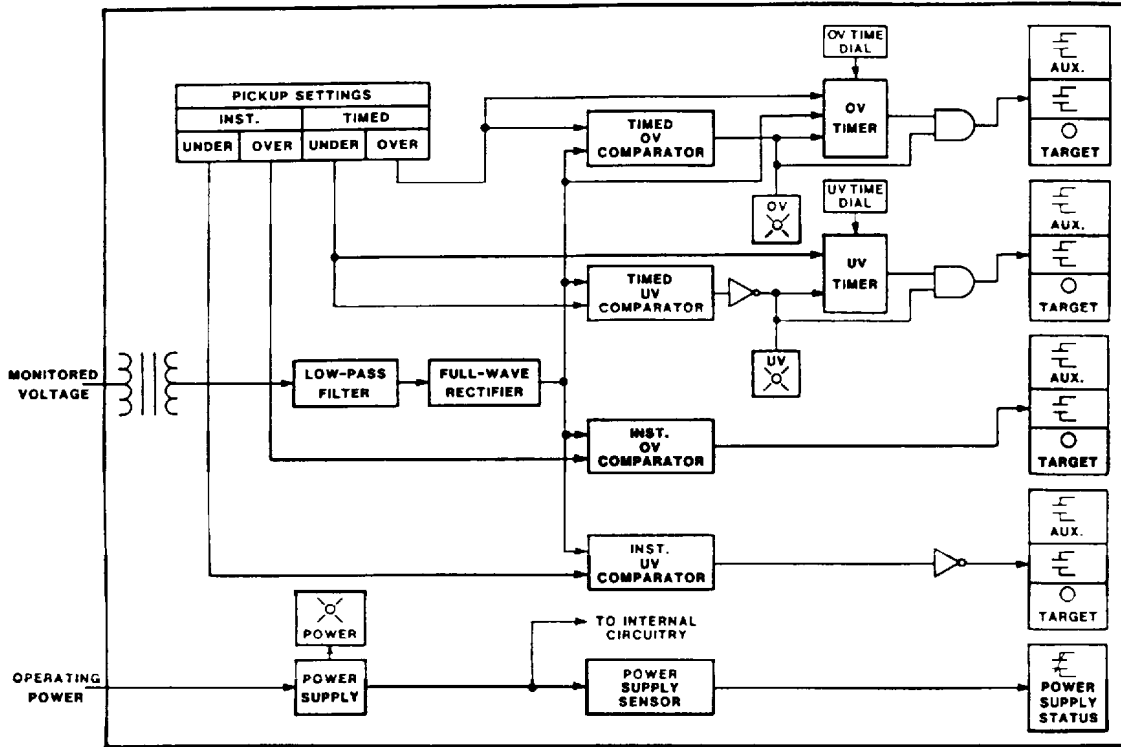 OV TIME
DIAL
AUX.
PICKUP SETTINGS
INST.
TIMED
UNDER
OVER
UNDER
OVER
TIMED
OV
COMPARATOR
OV
TIMER
TARGET
OV
UV TIME
DIAL
AUX.
TIMED
UV
COMPARATOR
UV
TIMER
TARGET
UV
MONITORED
VOLTAGE
LOW-PASS
FILTER
FULL-WAVE
RECTIFIER
AUX.
INST.
OV
COMPARATOR
TARGET
AUX.
INST.
UV
COMPARATOR
TARGET
POWER
TO INTERNAL
CIRCUITRY
OPERATING
POWER
POWER
SUPPLY
POWER
SUPPLY
SENSOR
POWER
SUPPLY
STATUS